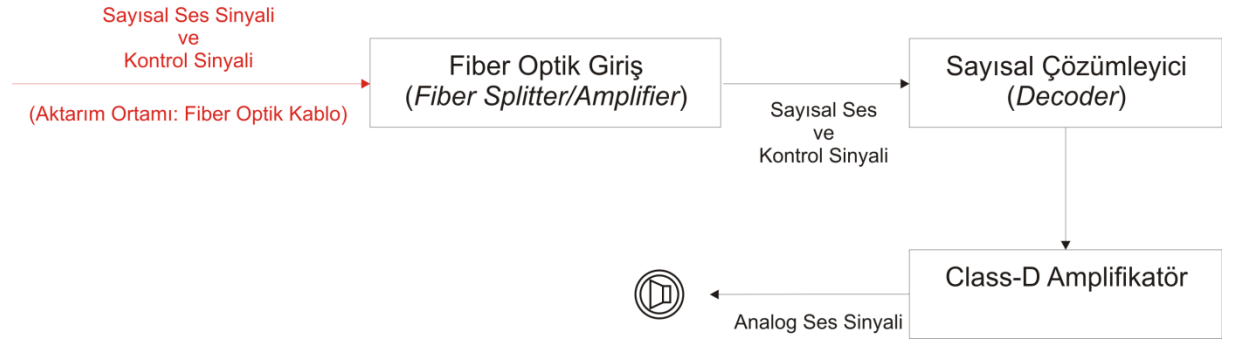 Sayısal Ses Sinyali
ve
Kontrol Sinyali
(Aktarım Ortamı: Fiber Optik Kablo)
Fiber Optik Giriş
(Fiber Splitter/Amplifier)
Sayısal Ses
ve
Kontrol Sinyali
Sayısal Çözümleyici
(Decoder)
Class-D Amplifikatör
Analog Ses Sinyali